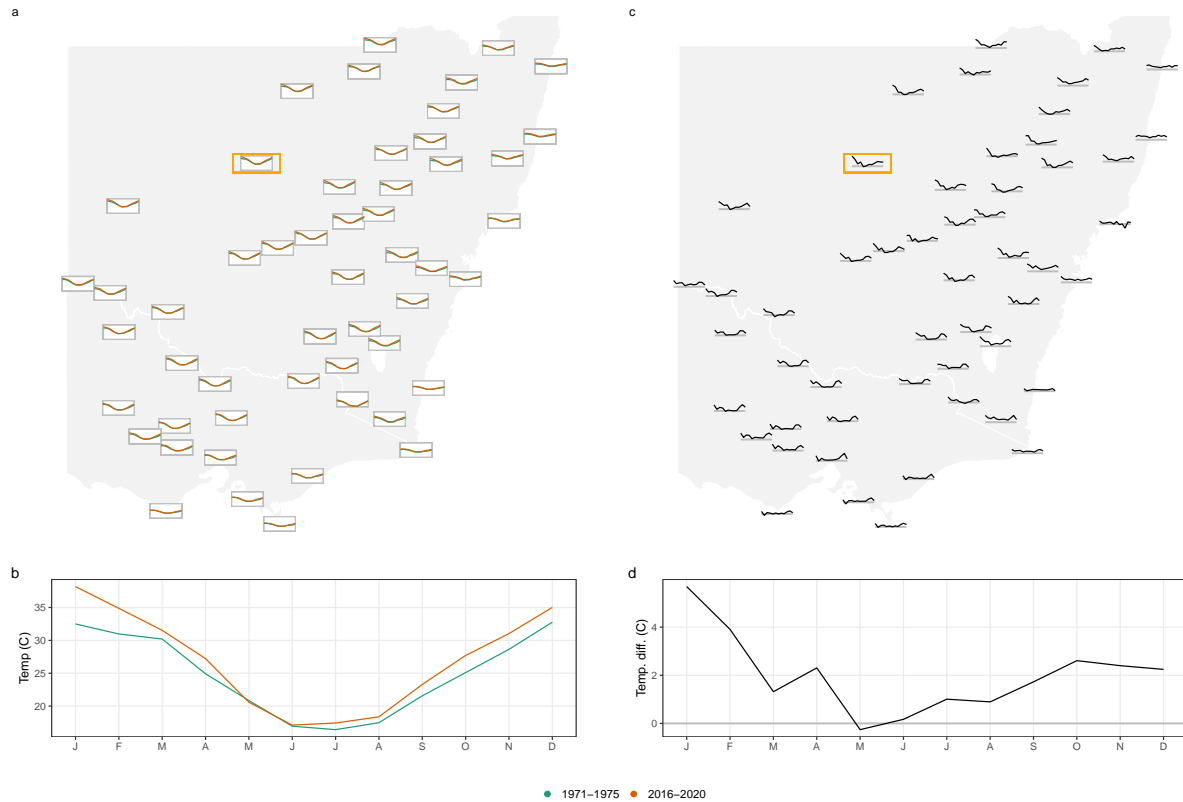 a
c
b
Temp (C)
35
30
25
20
J F M A M J J A S O N D
d
Temp. diff. (C)
4
2
0
J F M A M J J A S O N D
1971−1975 2016−2020